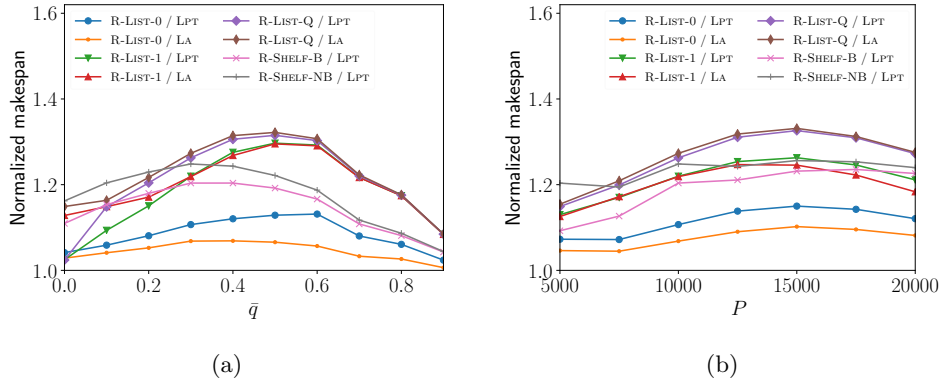 R-List-0 / Lpt
R-List-0 / La
R-List-1 / Lpt
R-List-1 / La
R-List-Q / Lpt
R-List-Q / La
R-Shelf-B / Lpt
R-Shelf-NB / Lpt
Normalized makespan
1.6
1.4
1.2
1.0
0.0 0.2 0.4 0.6 0.8
q̄
(a)
R-List-0 / Lpt
R-List-0 / La
R-List-1 / Lpt
R-List-1 / La
R-List-Q / Lpt
R-List-Q / La
R-Shelf-B / Lpt
R-Shelf-NB / Lpt
Normalized makespan
1.6
1.4
1.2
1.0
5000 10000 15000 20000
P
(b)